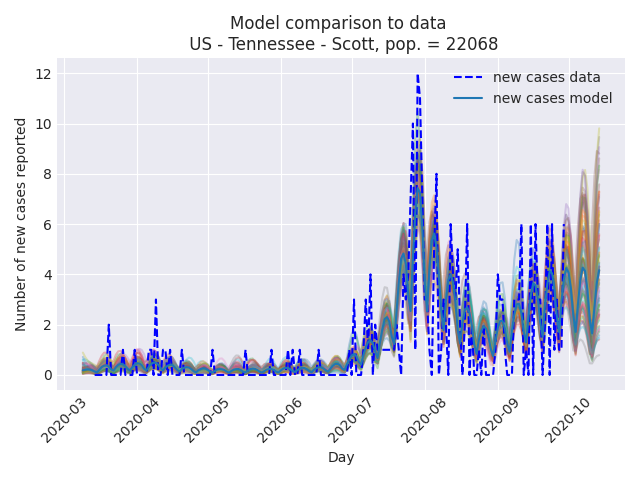 Model comparison to data
US - Tennessee - Scott, pop. = 22068
new cases data
new cases model
Number of new cases reported
12
10
8
6
4
2
0
2020-03
2020-04
2020-05
2020-06
2020-07
2020-08
2020-09
2020-10
Day